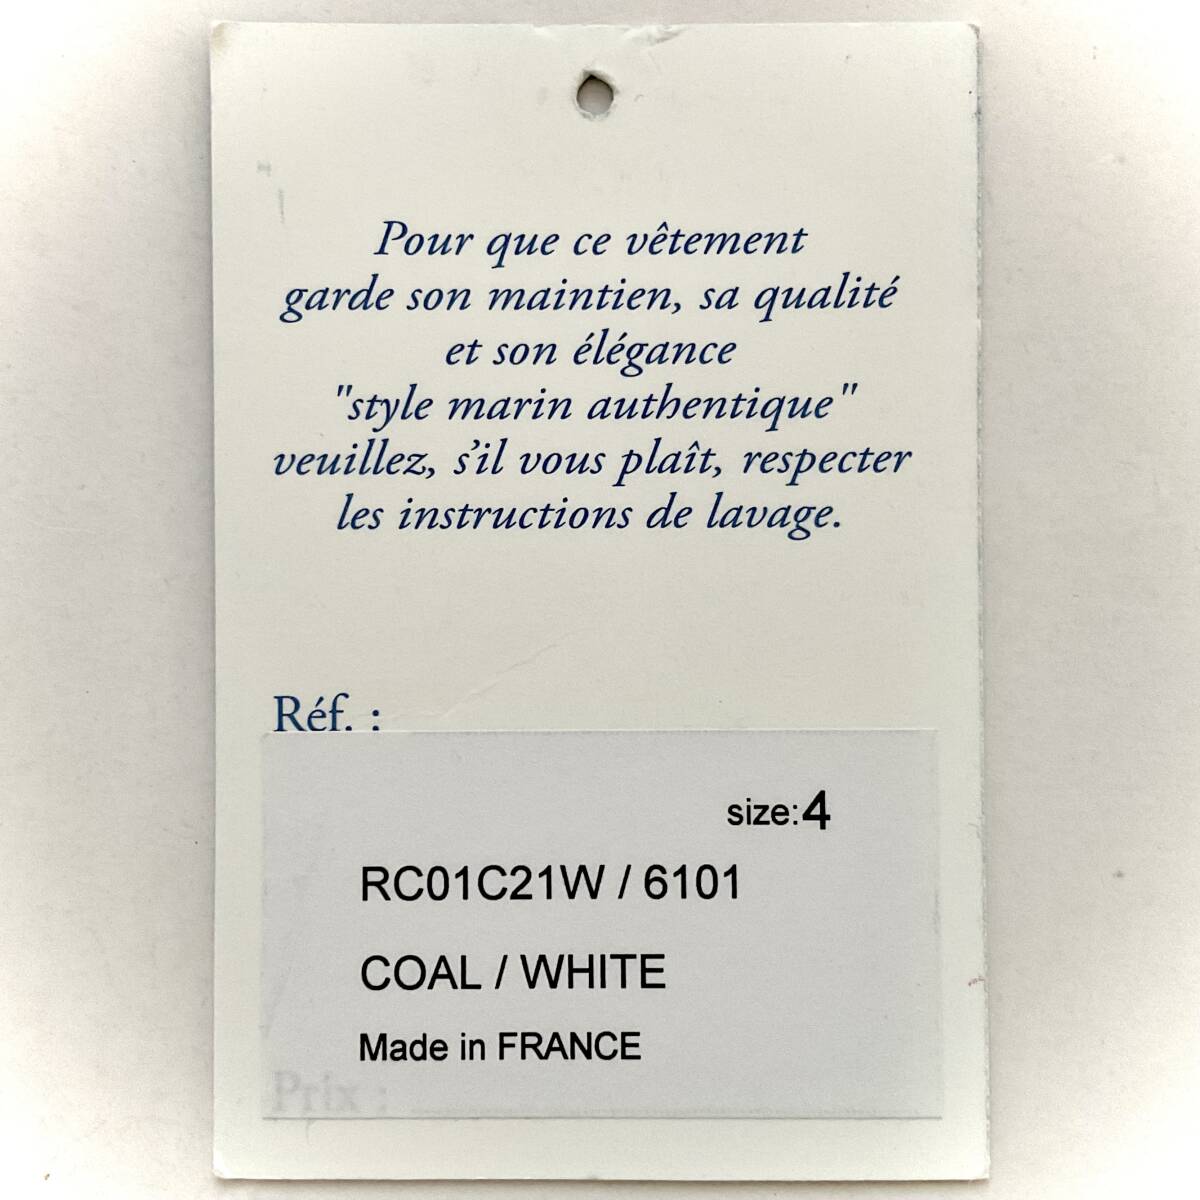 Pour que ce vêtement
garde son maintien, sa qualité
et son élégance
"style marin authentique"
veuillez, s’il vous plaît, respecter
les instructions de lavage.
Réf. :
size:4
RC01C21W / 6101
COAL / WHITE
Made in FRANCE
Prix :